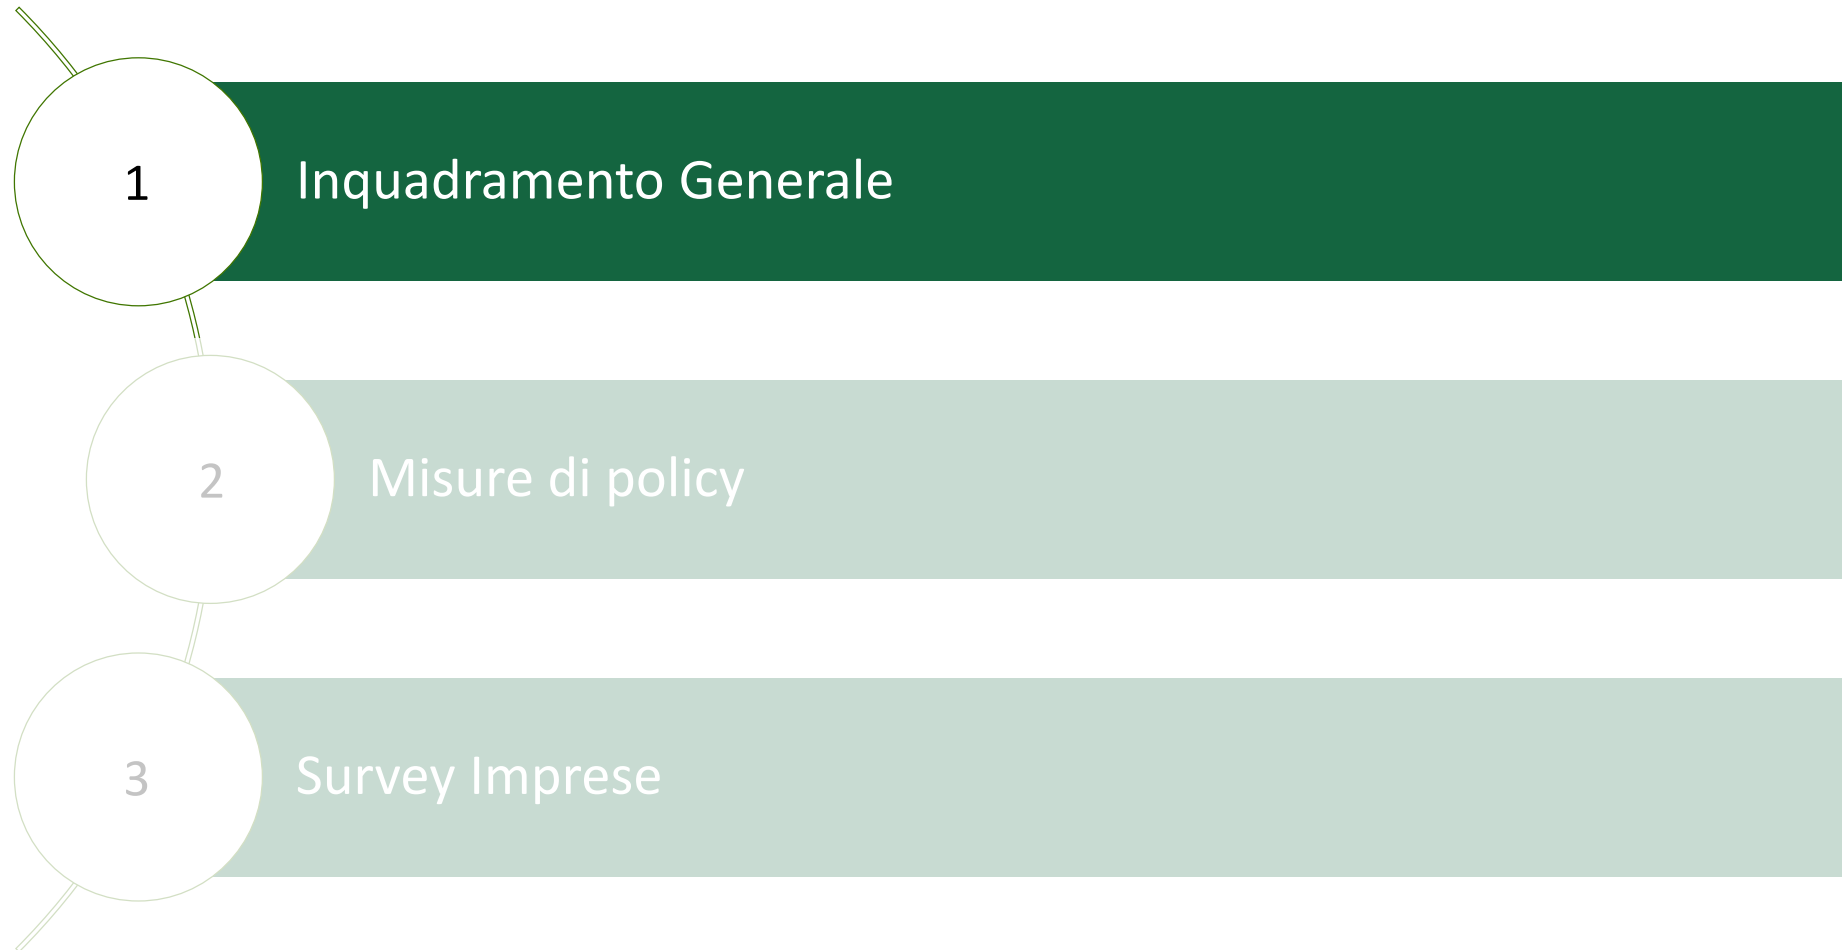 1
Inquadramento Generale
2
Misure di policy
3
Survey Imprese